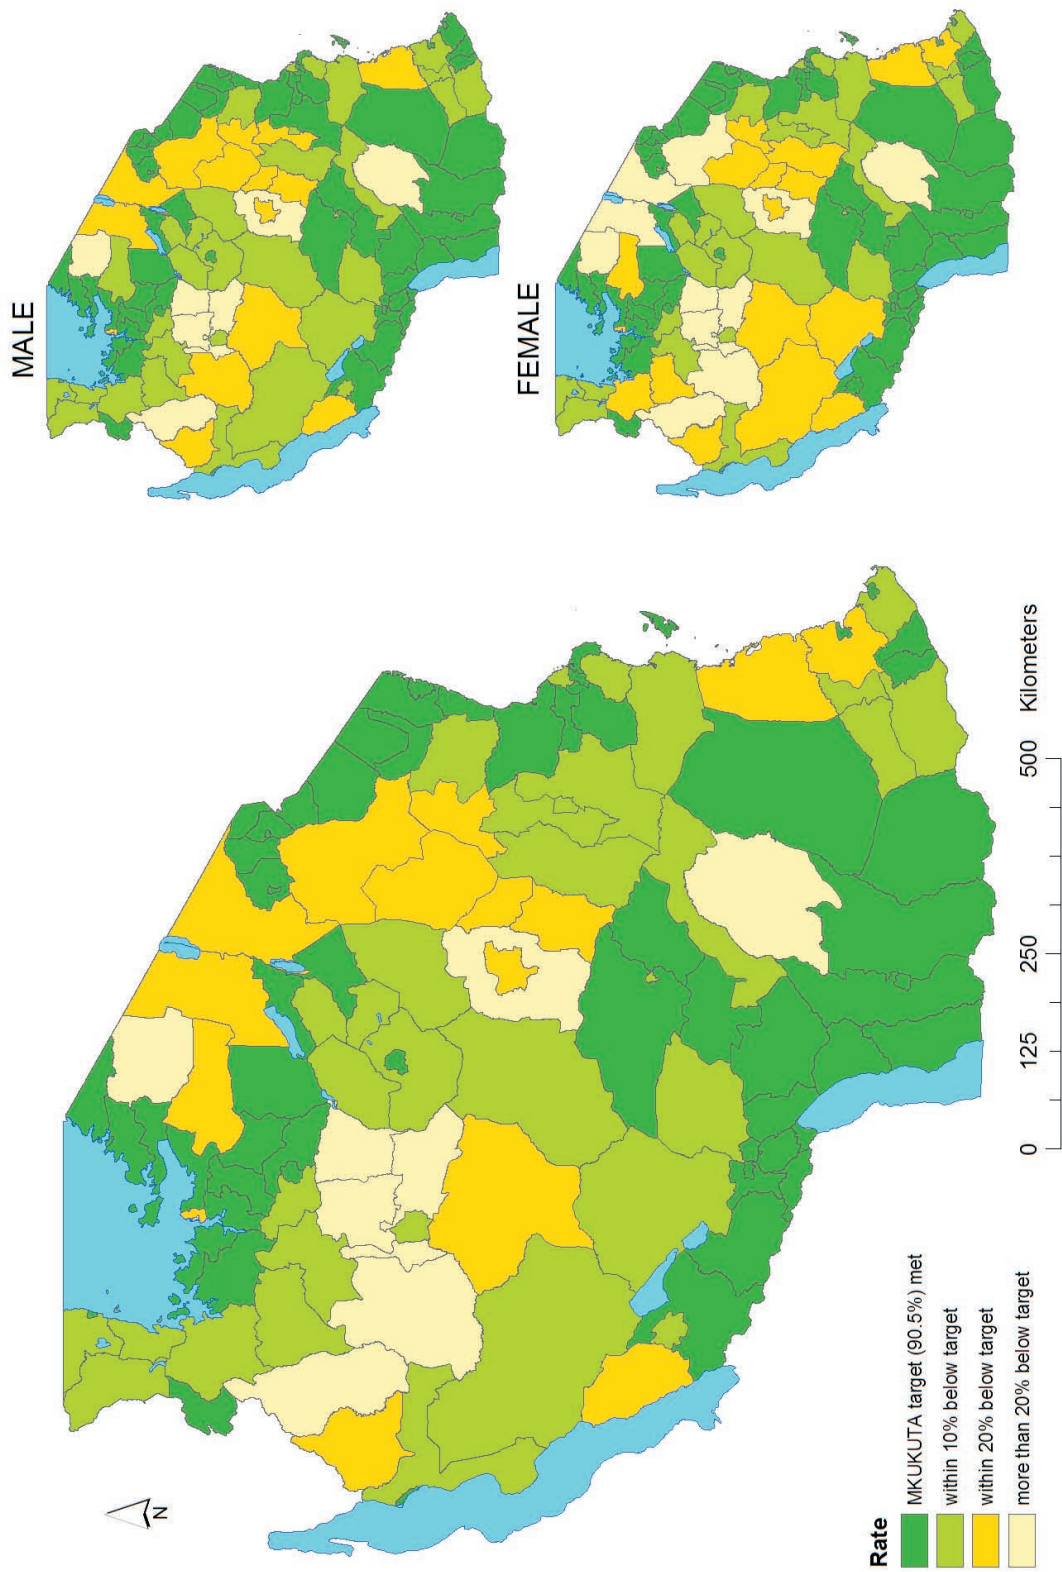 MALE
FEMALE
N
Rate
MKUKUTA target (90.5%) met
within 10% below target
within 20% below target
more than 20% below target
0 125 250 500 Kilometers